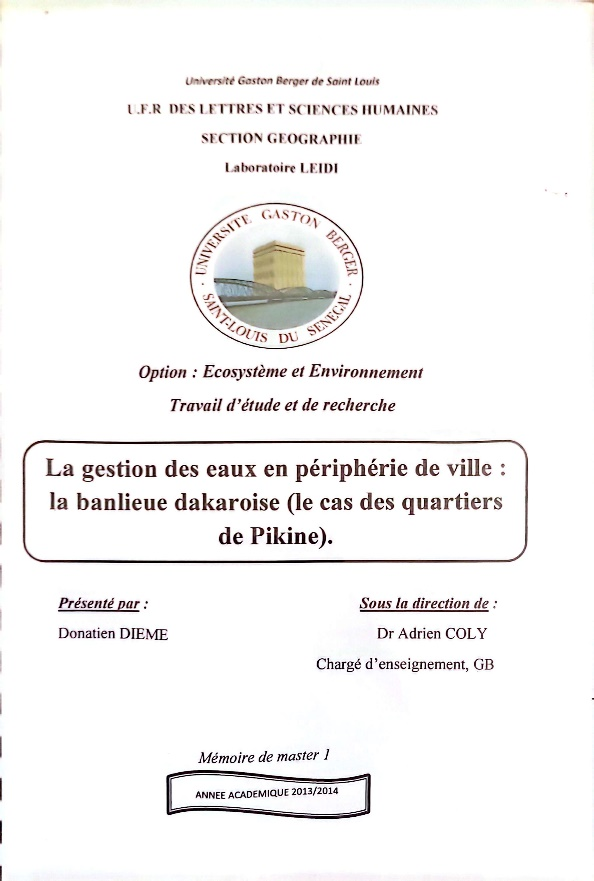 Université Gaston Berger de Saint Louis
U.F.R DES LETTRES ET SCIENCES HUMAINES
SECTION GEOGRAPHIE
Laboratoire LEIDI
UNIVERSITE GASTON BERGER
SAINT-LOUIS DU SENEGAL
Option : Ecosystème et Environnement
Travail d'étude et de recherche
La gestion des eaux en périphérie de ville :
la banlieue dakaroise (le cas des quartiers
de Pikine).
Présenté par :
Sous la direction de :
Donatien DIEME
Dr Adrien COLY
Chargé d'enseignement, GB
Mémoire de master 1
ANNEE ACADEMIQUE 2013/2014